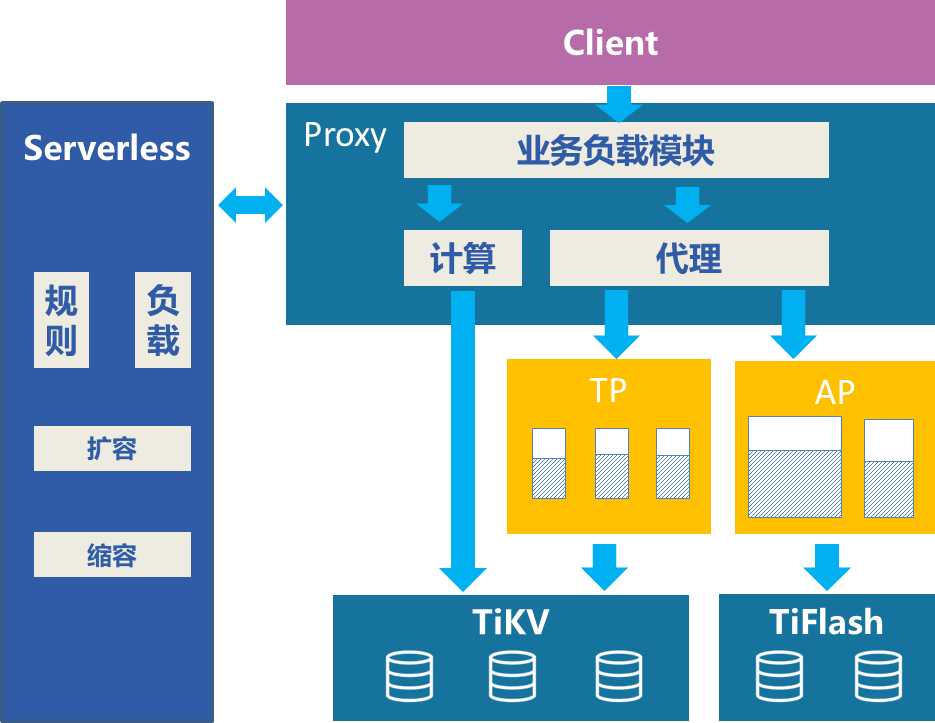 Client
Serverless
规
则
负
载
扩容
缩容
Proxy
业务负载模块
计算
代理
TP
AP
TiKV
TiFlash